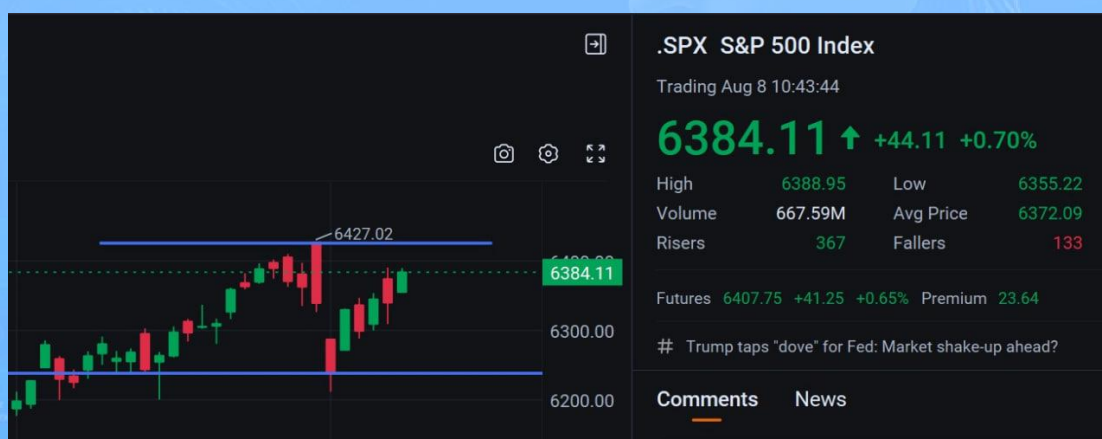 .SPX S&P 500 Index
Trading Aug 8 10:43:44
6384.11 +44.11 +0.70%
High 6388.95 Low 6355.22
Volume 667.59M Avg Price 6372.09
Risers 367 Fallers 133
Futures 6407.75 +41.25 +0.65% Premium 23.64
# Trump taps "dove" for Fed: Market shake-up ahead?
Comments News
6427.02
6384.11
6300.00
6200.00